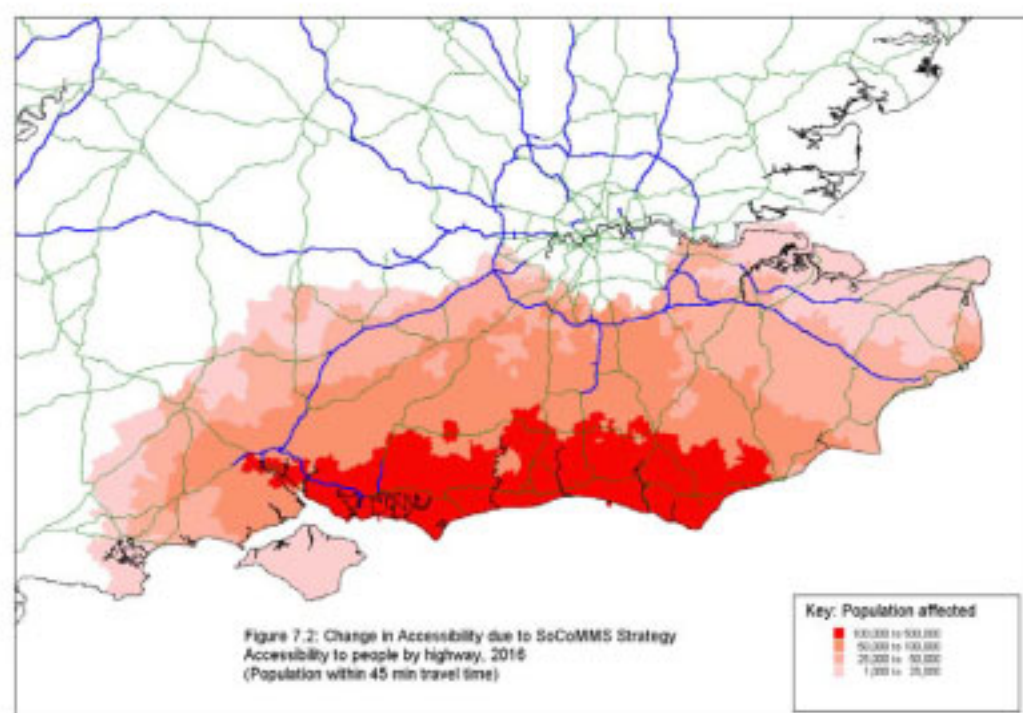 Figure 7.2: Change in Accessibility due to SoCoMMS Strategy
Accessibility to people by highway, 2016
(Population within 45 min travel time)
Key: Population affected
100,000 to 500,000
50,000 to 100,000
25,000 to 50,000
1,000 to 25,000